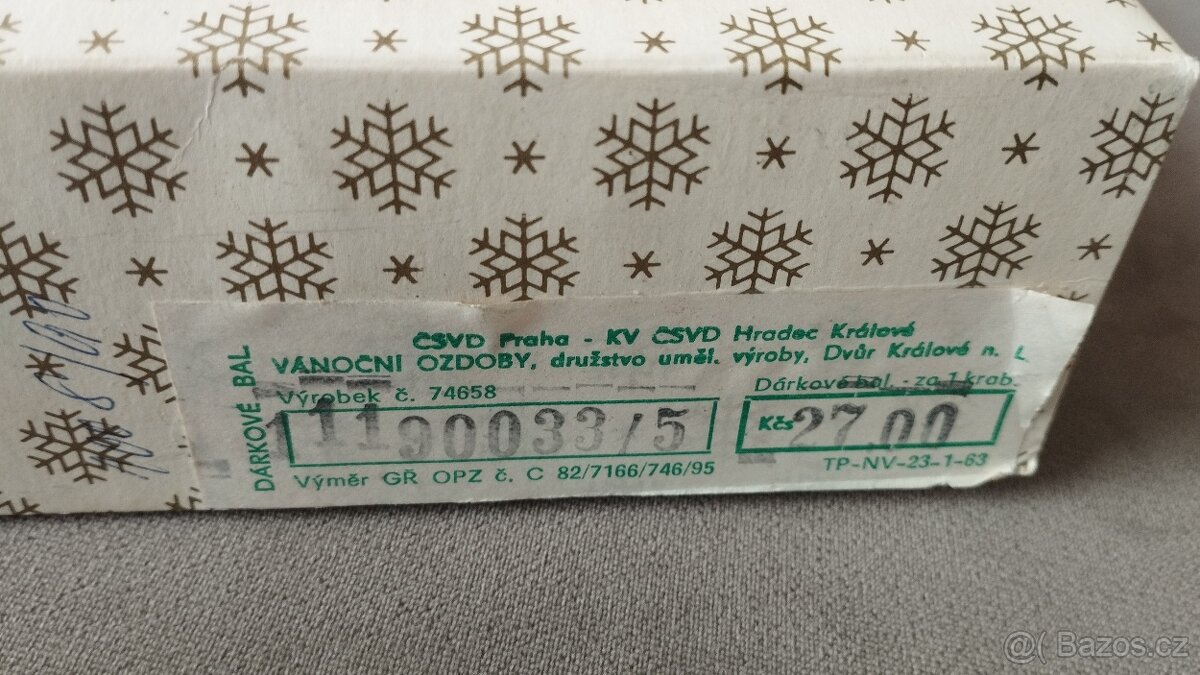 ČSVD Praha - KV ČSVD Hradec Králové
VÁNOČNÍ OZDOBY, družstvo uměl. výroby, Dvůr Králové n. L
Výrobek č. 74658
Dárkové bal. - za 1 krab.
11190033/5
Kčs 27.00
Výměr GŘ OPZ č. C 82/7166/746/95
TP-NV-23-1-63
DÁRKOVÉ BAL
@( Bazos.cz